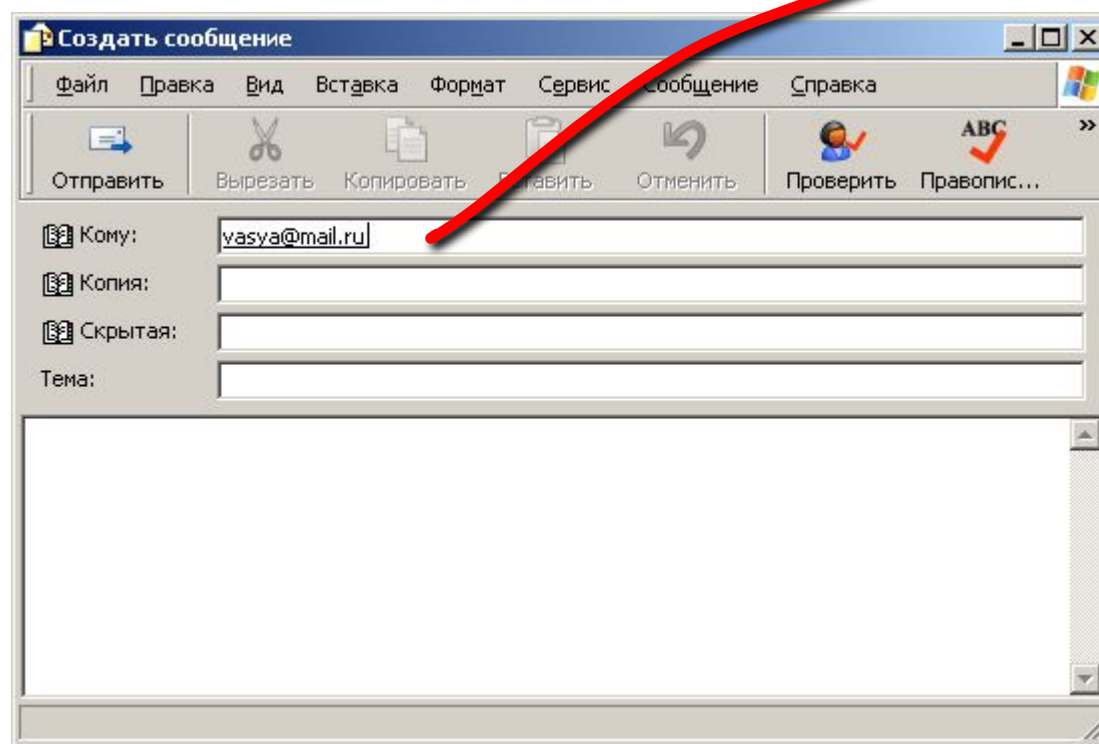 Создать сообщение
Файл Правка Вид Вставка Формат Сервис Сообщение Справка
ABC
Отправить Вырезать Копировать Вставить Отменить Проверить Правопис...
Кому: vasya@mail.ru
Копия:
Скрытая:
Тема: